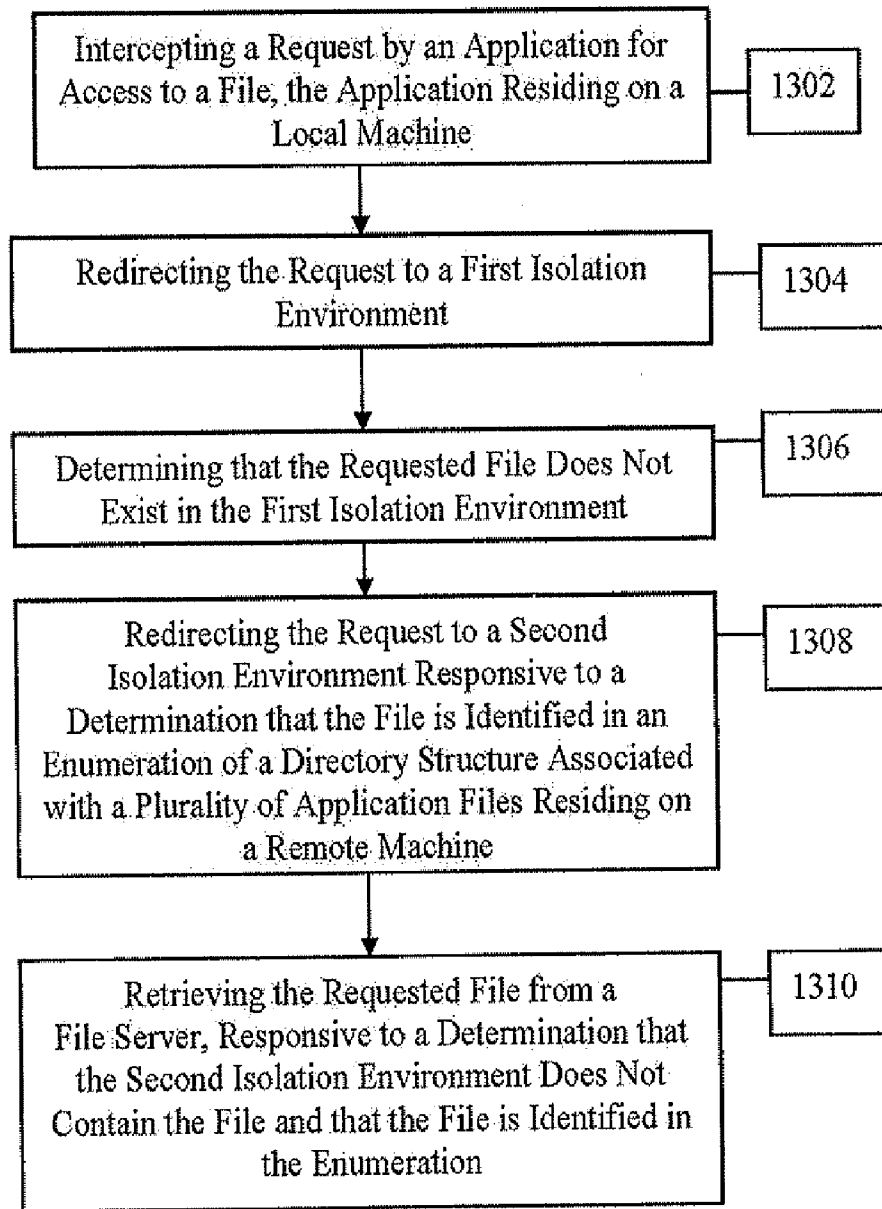 Intercepting a Request by an Application for
Access to a File, the Application Residing on a
Local Machine
1302
Redirecting the Request to a First Isolation
Environment
1304
Determining that the Requested File Does Not
Exist in the First Isolation Environment
1306
Redirecting the Request to a Second
Isolation Environment Responsive to a
Determination that the File is Identified in an
Enumeration of a Directory Structure Associated
with a Plurality of Application Files Residing on
a Remote Machine
1308
Retrieving the Requested File from a
File Server, Responsive to a Determination that
the Second Isolation Environment Does Not
Contain the File and that the File is Identified in
the Enumeration
1310